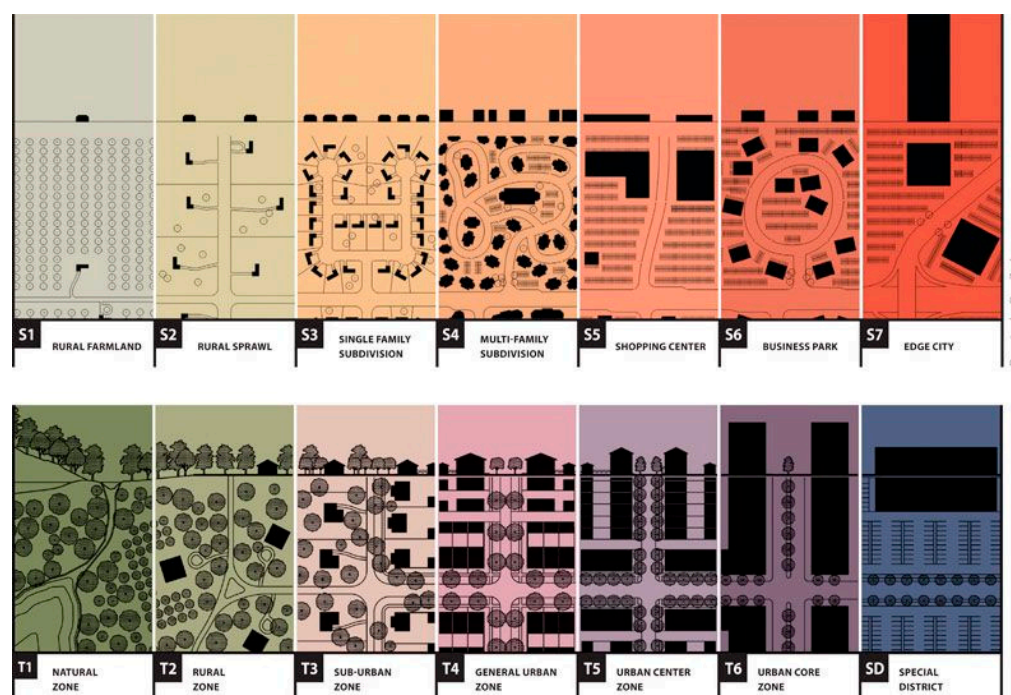 S1 RURAL FARMLAND
S2 RURAL SPRAWL
S3 SINGLE FAMILY
SUBDIVISION
S4 MULTI-FAMILY
SUBDIVISION
S5 SHOPPING CENTER
S6 BUSINESS PARK
S7 EDGE CITY
T1 NATURAL
ZONE
T2 RURAL
ZONE
T3 SUB-URBAN
ZONE
T4 GENERAL URBAN
ZONE
T5 URBAN CENTER
ZONE
T6 URBAN CORE
ZONE
SD SPECIAL
DISTRICT